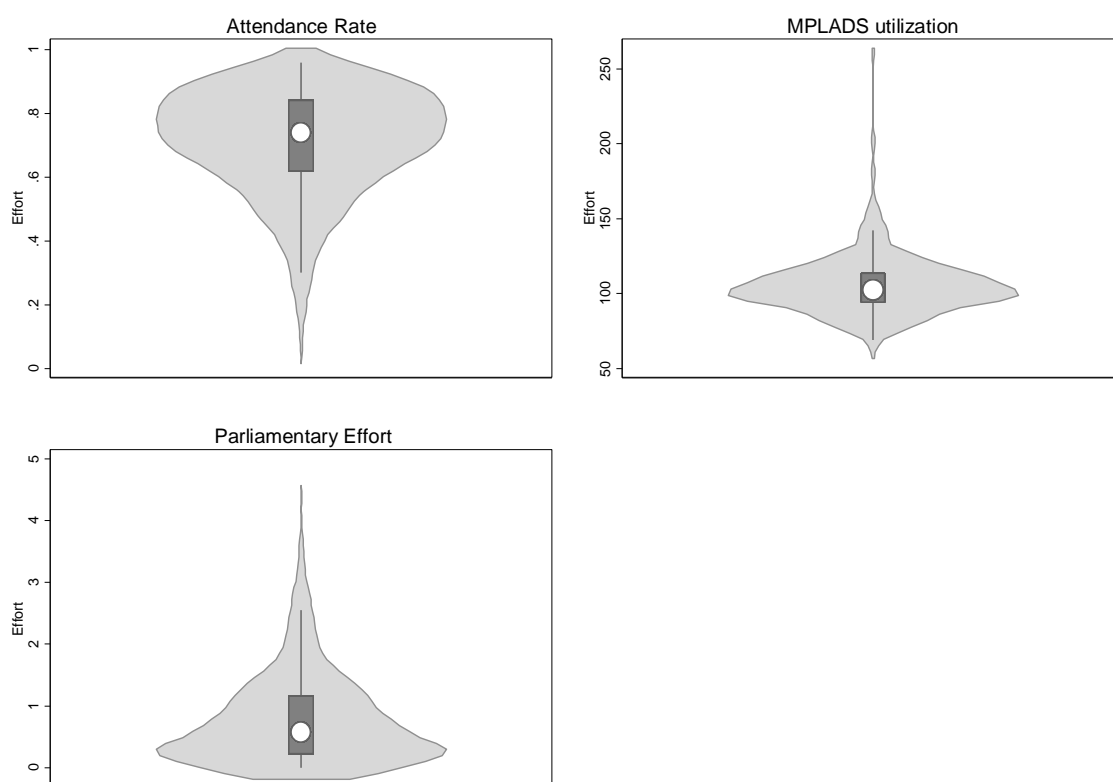 Attendance Rate
Effort
0
.2
.4
.6
.8
1
MPLADS utilization
Effort
50
100
150
200
250
Parliamentary Effort
Effort
0
1
2
3
4
5